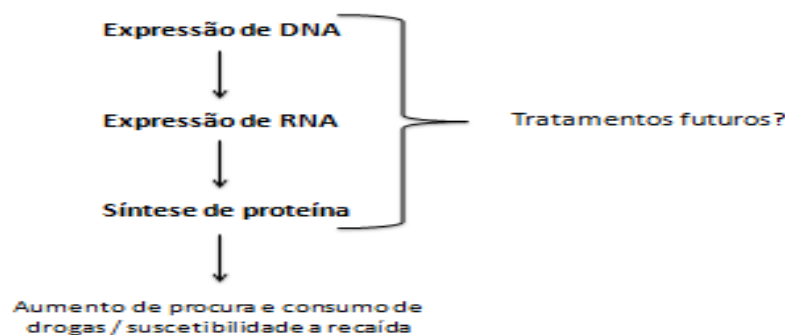 Expressão de DNA
Expressão de RNA
Tratamentos futuros?
Síntese de proteína
Aumento de procura e consumo de
drogas / suscetibilidade a recaída